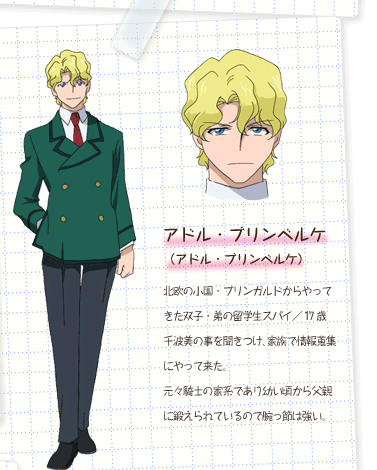 アドル・プリンベルケ
（アドル・プリンベルケ）
北欧の小国・プリンガルドからやって
きた双子・弟の留学生スパイ／17歳
千波美の事を聞きつけ、家族で情報蒐集
にやって来た。
元々騎士の家系であり幼い頃から父親
に鍛えられているので腕っ節は強い。